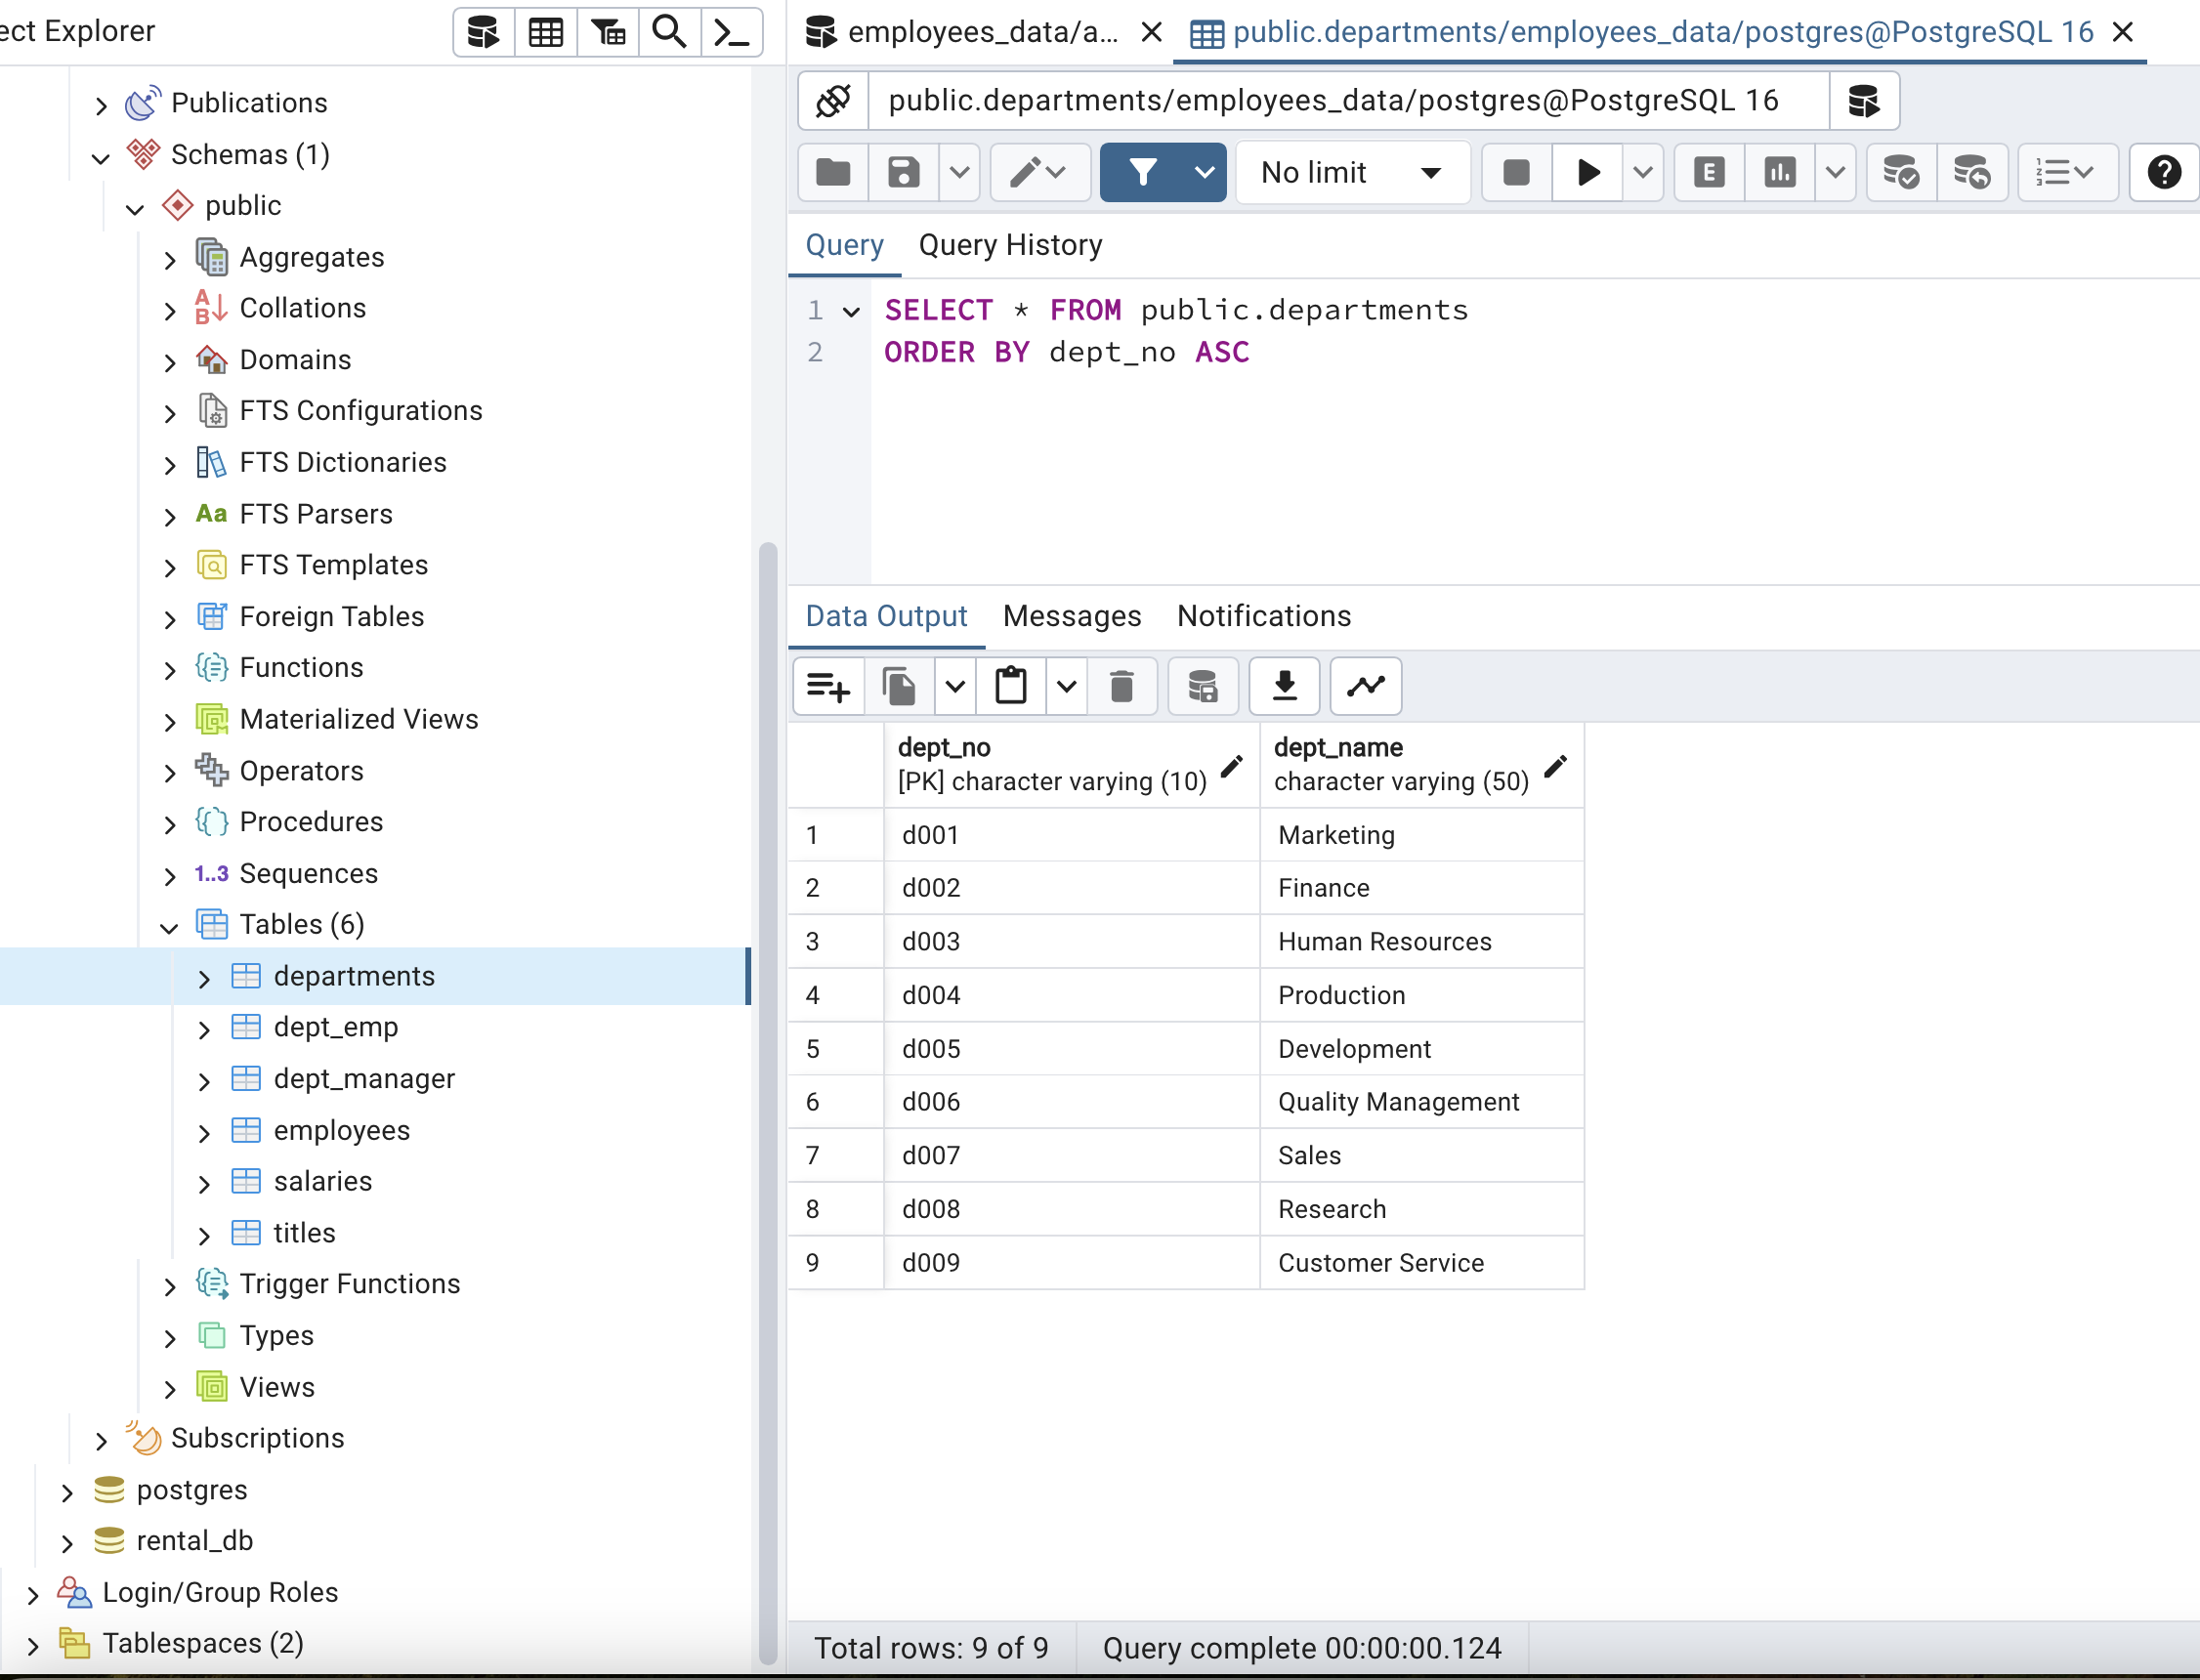 ect Explorer
Publications
Schemas (1)
public
Aggregates
Collations
Domains
FTS Configurations
FTS Dictionaries
Aa FTS Parsers
FTS Templates
Foreign Tables
Functions
Materialized Views
Operators
Procedures
1..3 Sequences
Tables (6)
departments
dept_emp
dept_manager
employees
salaries
titles
Trigger Functions
Types
Views
Subscriptions
postgres
rental_db
Login/Group Roles
Tablespaces (2)
employees_data/a...
public.departments/employees_data/postgres@PostgreSQL 16
public.departments/employees_data/postgres@PostgreSQL 16
No limit
E
Query Query History
1 SELECT * FROM public.departments
2 ORDER BY dept_no ASC
Data Output Messages Notifications
dept_no dept_name
[PK] character varying (10) character varying (50)
1 d001 Marketing
2 d002 Finance
3 d003 Human Resources
4 d004 Production
5 d005 Development
6 d006 Quality Management
7 d007 Sales
8 d008 Research
9 d009 Customer Service
Total rows: 9 of 9 Query complete 00:00:00.124